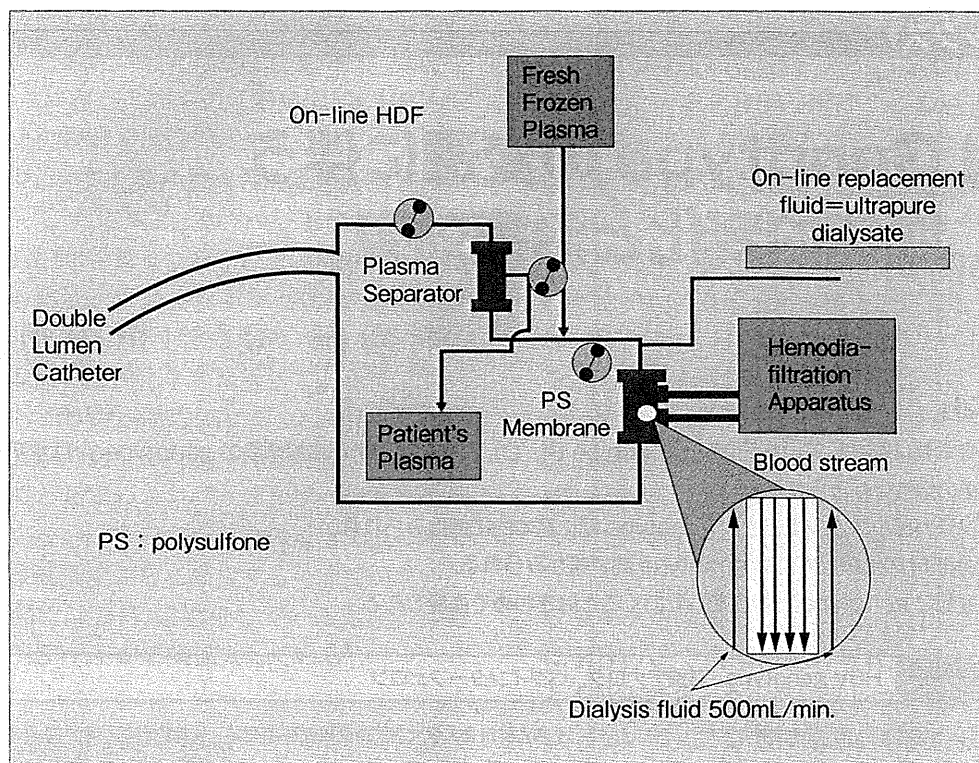 On-line HDF
Fresh
Frozen
Plasma
On-line replacement
fluid=ultrapure
dialysate
Plasma
Separator
Double
Lumen
Catheter
Hemodia-
filtration
Apparatus
PS
Membrane
Patient's
Plasma
Blood stream
PS : polysulfone
Dialysis fluid 500mL/min.